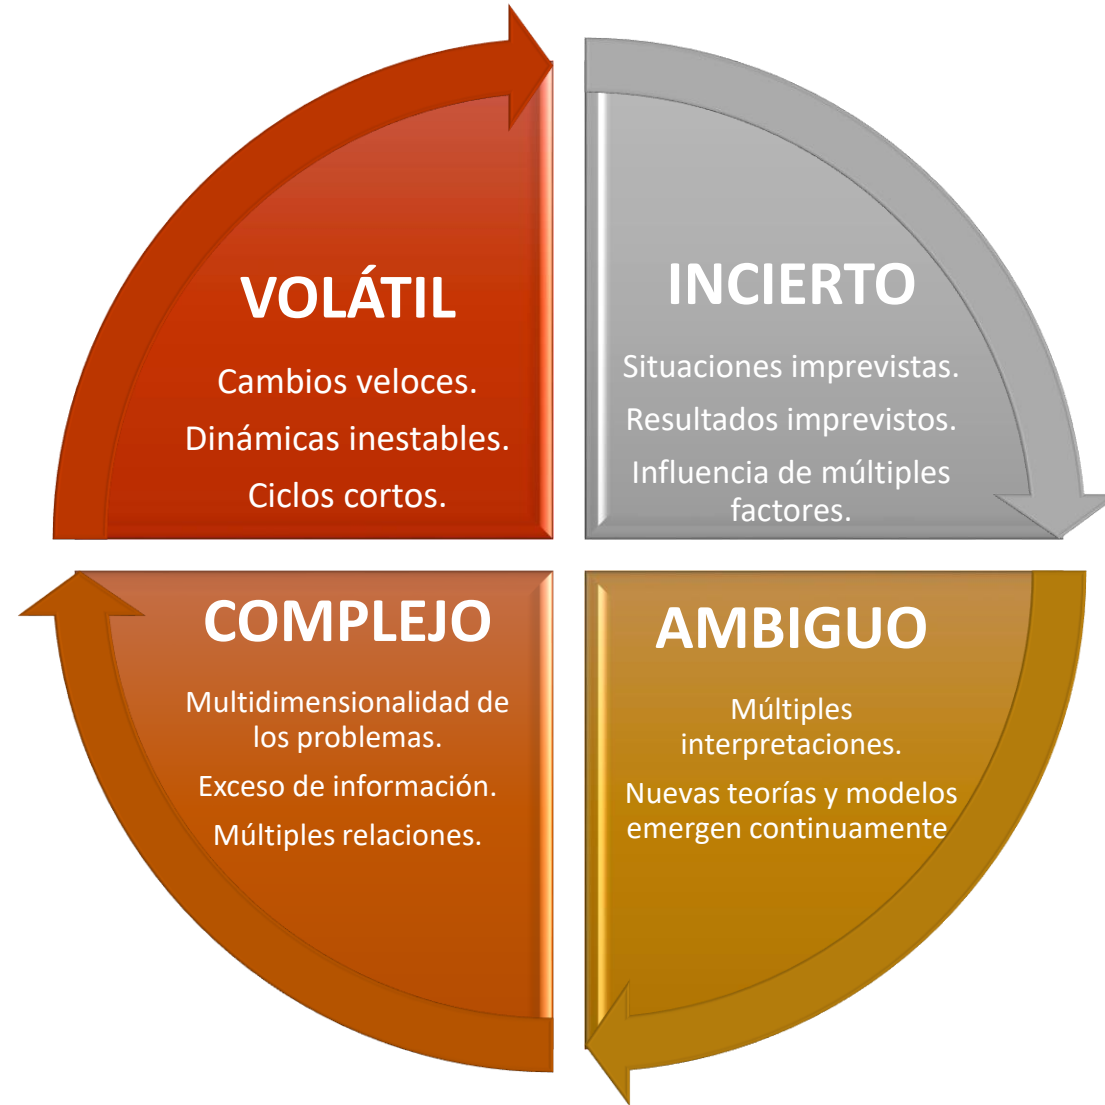 VOLÁTIL
Cambios veloces.
Dinámicas inestables.
Ciclos cortos.
INCIERTO
Situaciones imprevistas.
Resultados imprevistos.
Influencia de múltiples
factores.
COMPLEJO
Multidimensionalidad de
los problemas.
Exceso de información.
Múltiples relaciones.
AMBIGUO
Múltiples
interpretaciones.
Nuevas teorías y modelos
emergen continuamente